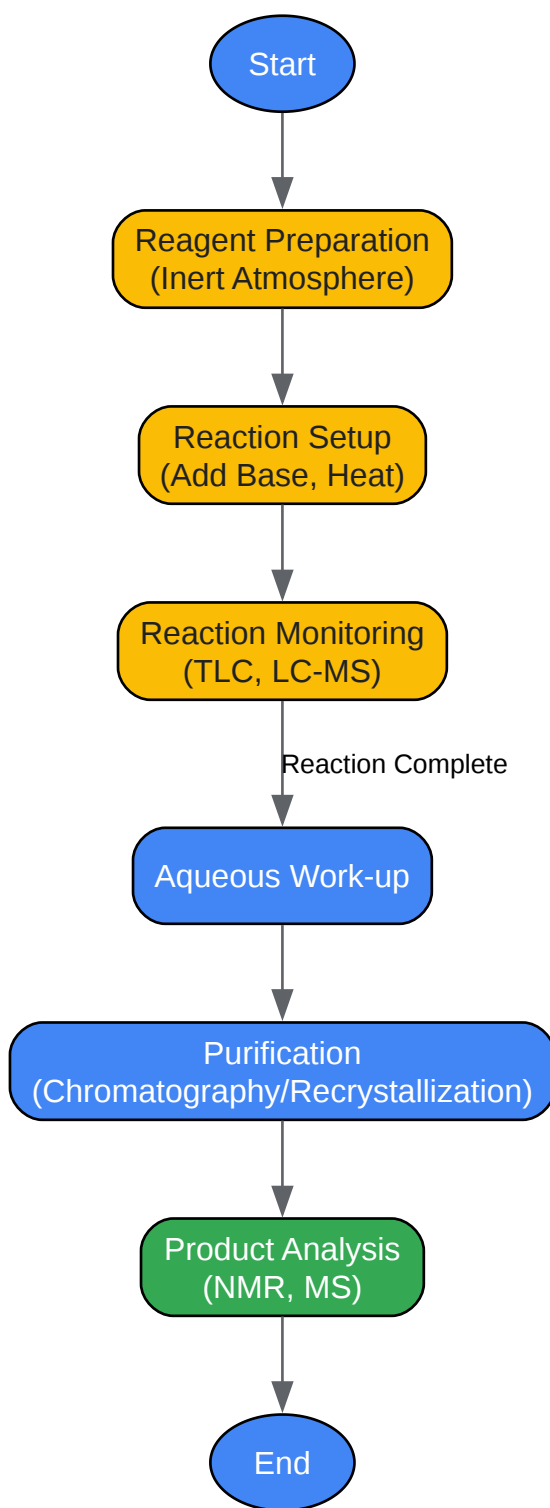 Start
Reagent Preparation
(Inert Atmosphere)
Reaction Setup
(Add Base, Heat)
Reaction Monitoring
(TLC, LC-MS)
Reaction Complete
Aqueous Work-up
Purification
(Chromatography/Recrystallization)
Product Analysis
(NMR, MS)
End